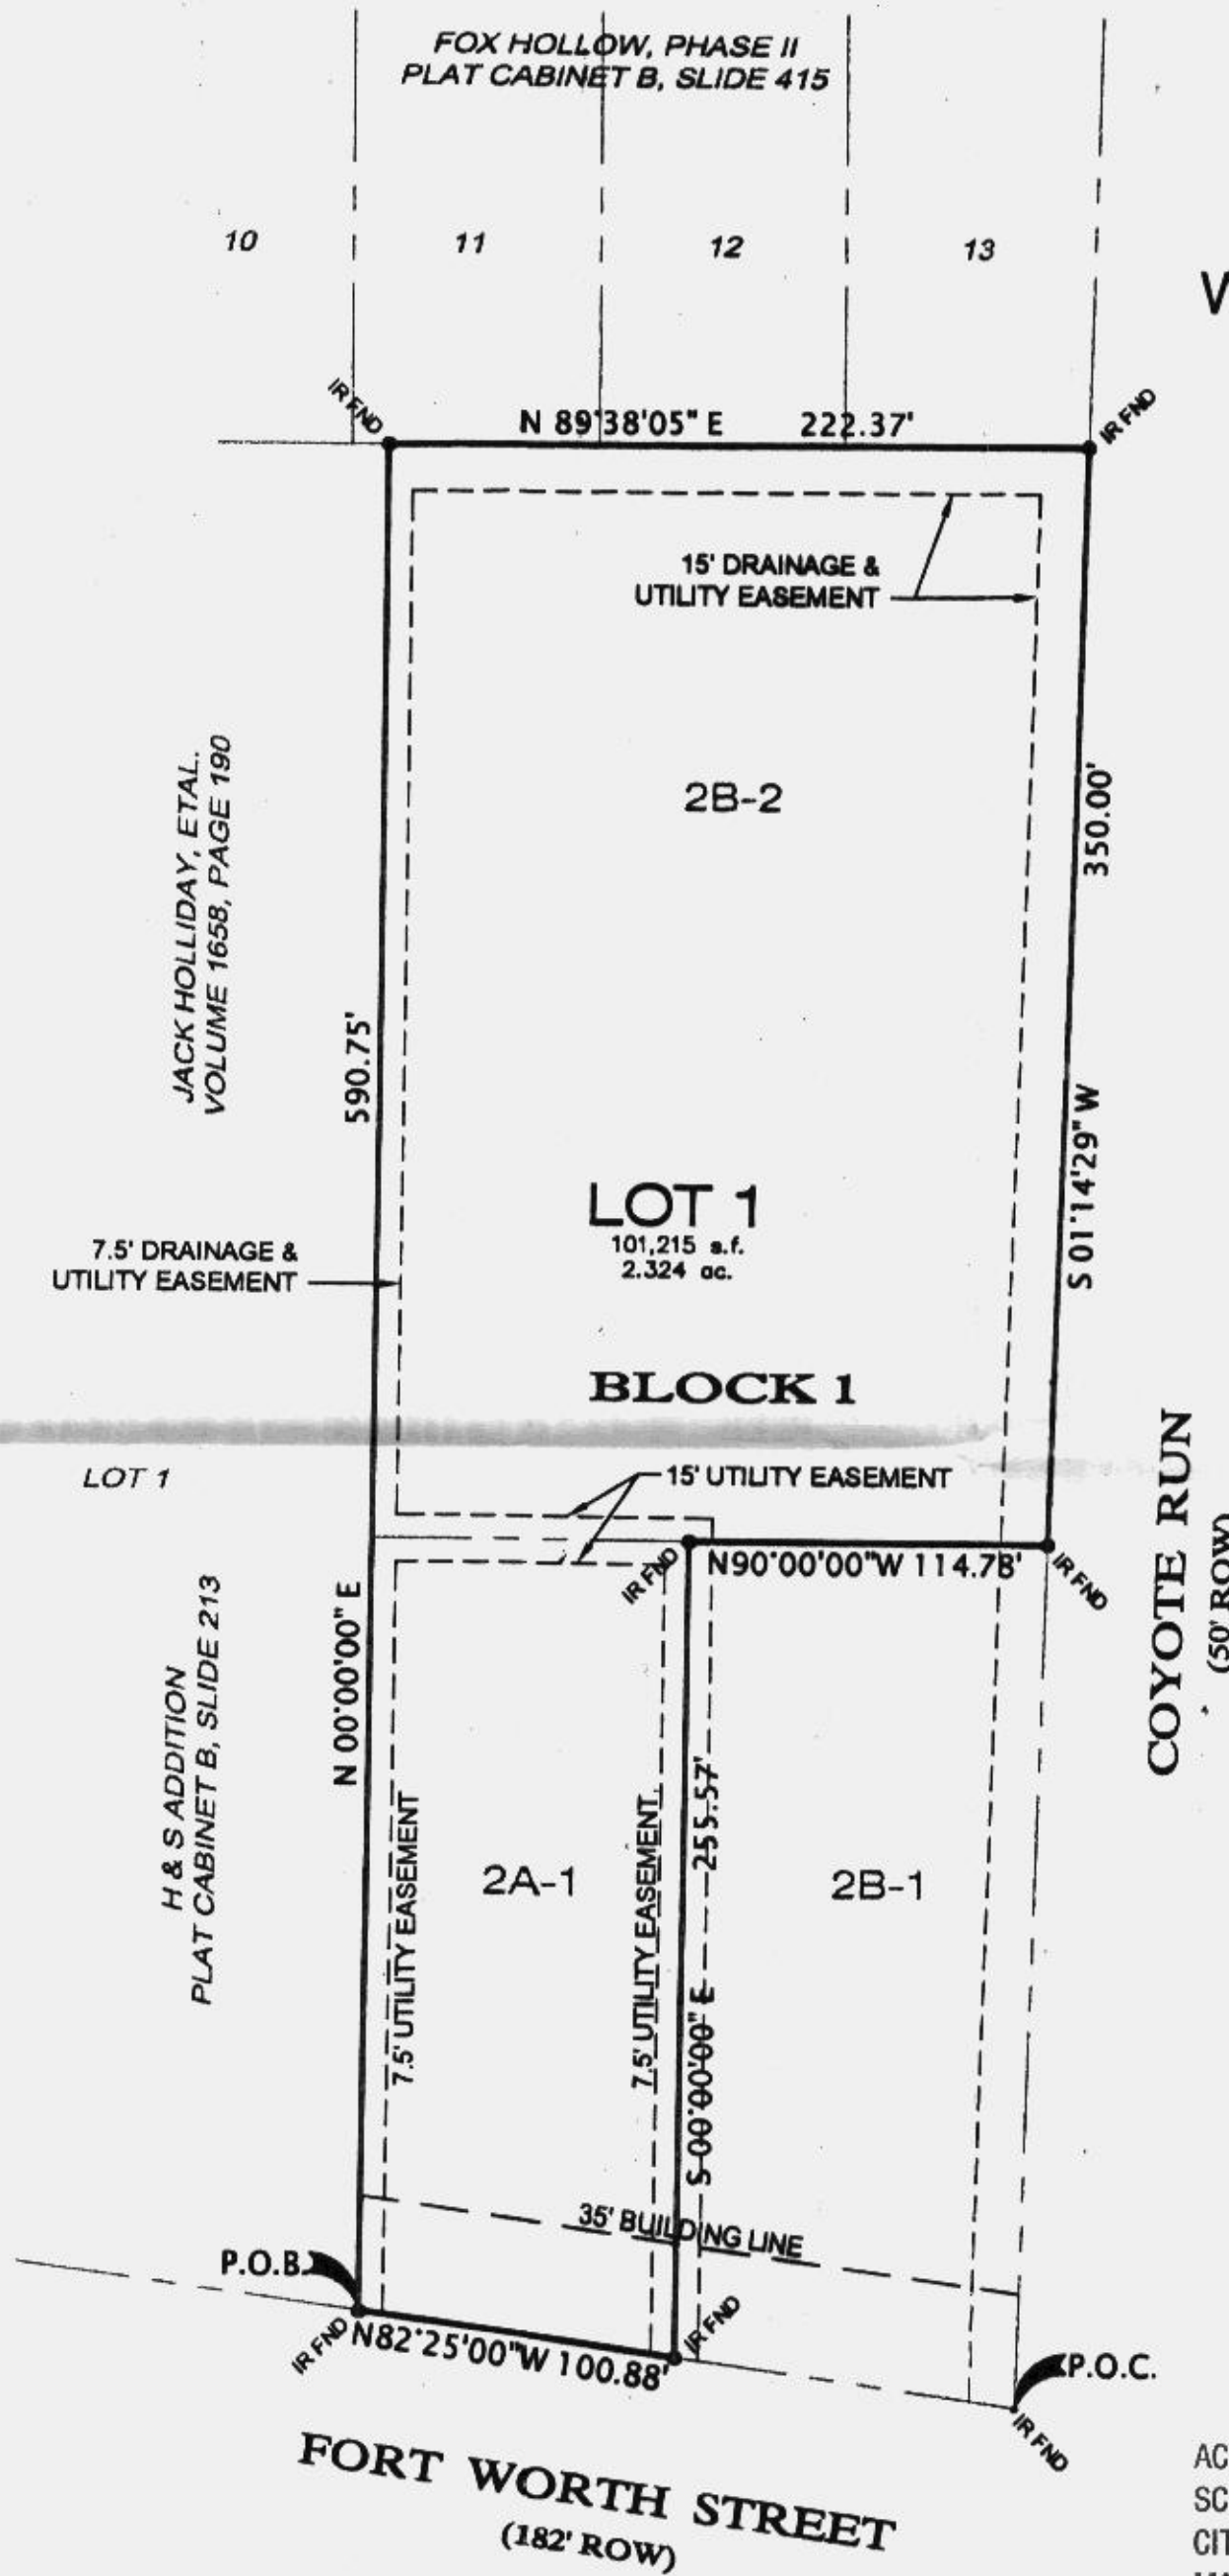 FOX HOLLOW, PHASE II
PLAT CABINET B, SLIDE 415
10
11
12
13
V
IR FND
N 89°38'05" E 222.37'
IR FND
15' DRAINAGE &
UTILITY EASEMENT
2B-2
350.00'
JACK HOLLIDAY, ETAL.
VOLUME 1658, PAGE 190
590.75'
S 01°14'29" W
LOT 1
101,215 s.f.
2.324 ac.
7.5' DRAINAGE &
UTILITY EASEMENT
BLOCK 1
LOT 1
15' UTILITY EASEMENT
COYOTE RUN
(50' ROW)
IR FND
N90°00'00"W 114.78'
IR FND
N 00°00'00" E
H & S ADDITION
PLAT CABINET B, SLIDE 213
7.5' UTILITY EASEMENT
2A-1
7.5' UTILITY EASEMENT
S 00°00'00" E 255.57'
2B-1
35' BUILDING LINE
P.O.B.
IR FND
N82°25'00"W 100.88'
IR FND
P.O.C.
IR FND
FORT WORTH STREET
(182' ROW)
AC
SC
CIT